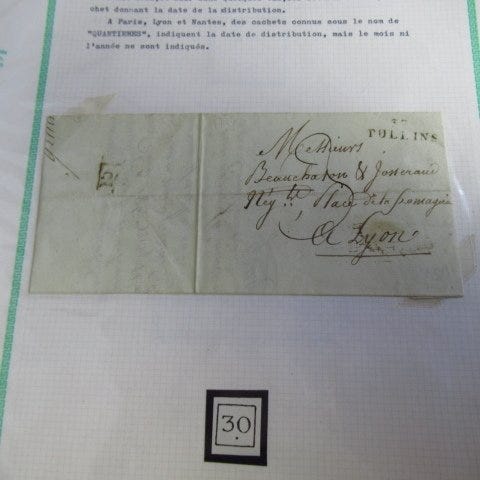 chet donnant la date de la distribution.
A Paris, Lyon et Nantes, des cachets connus sous le nom de
"QUANTIEMES", indiquent la date de distribution, mais le mois ni
l'année ne sont indiqués.
TULLINS
Messieurs
Beauchaton & Josserand
Nég.ts Place de la fromagerie
A Lyon
30